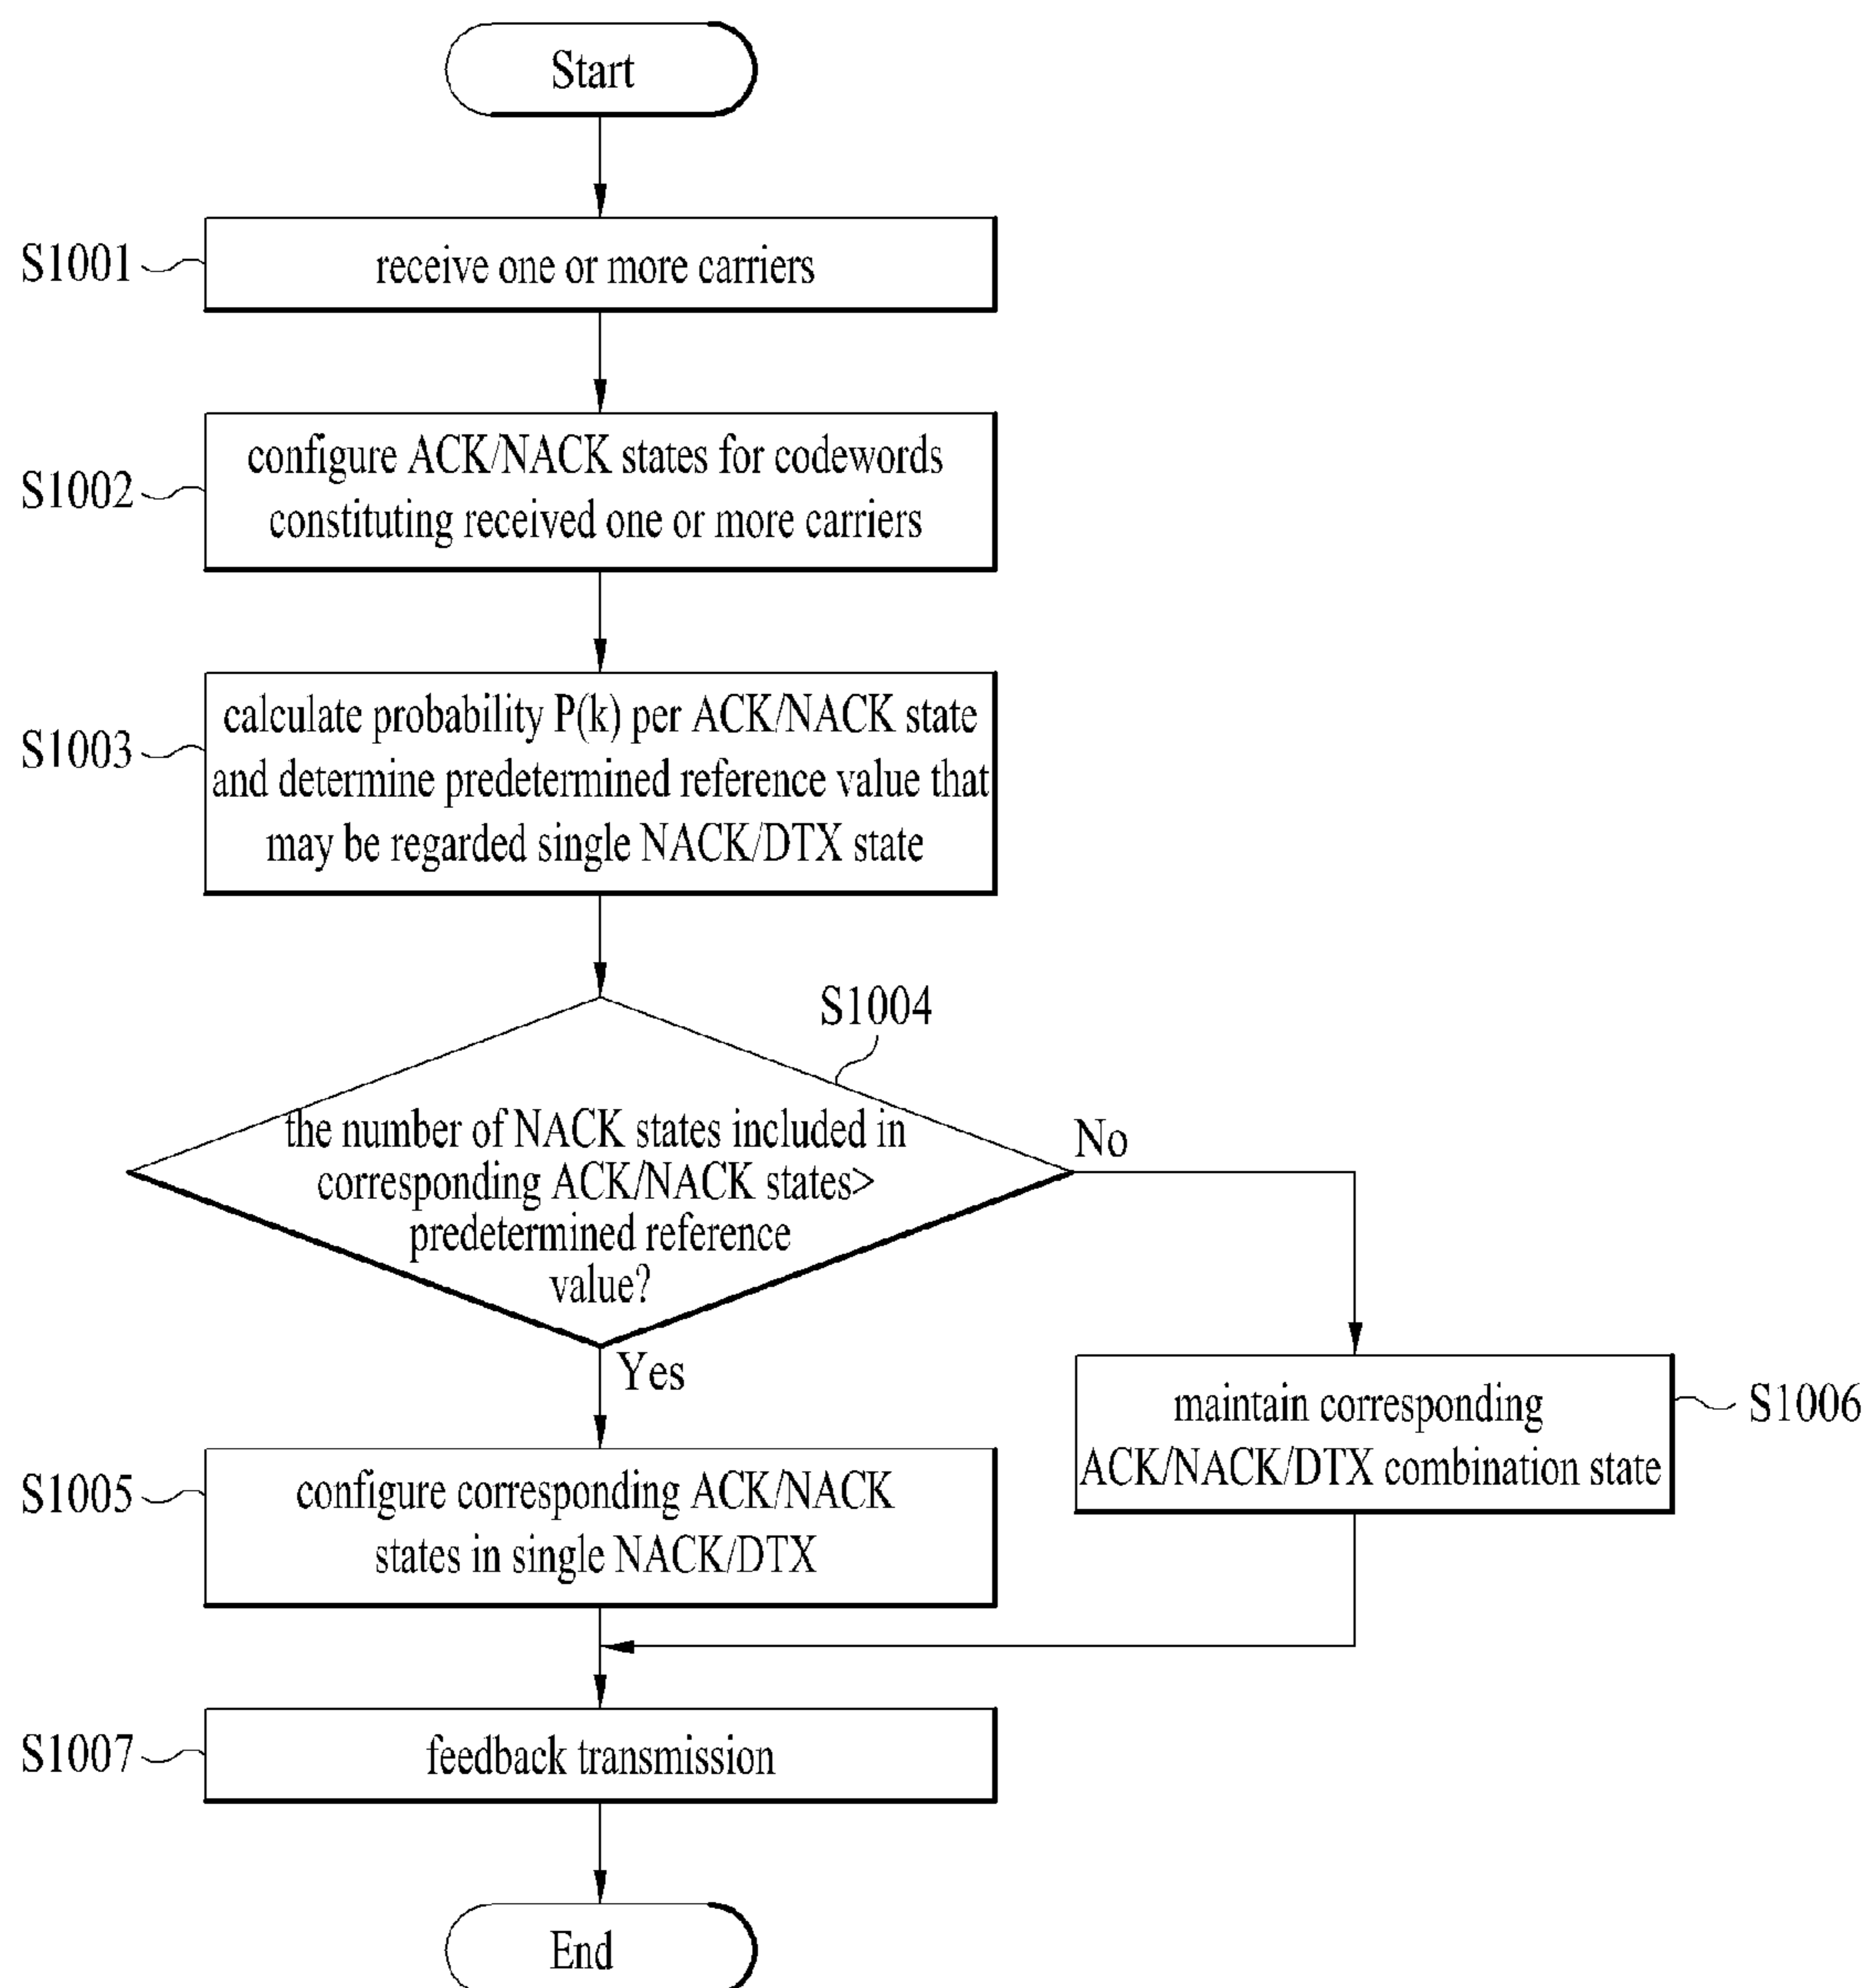 Start
S1001
receive one or more carriers
S1002
configure ACK/NACK states for codewords
constituting received one or more carriers
S1003
calculate probability P(k) per ACK/NACK state
and determine predetermined reference value that
may be regarded single NACK/DTX state
S1004
the number of NACK states included in
corresponding ACK/NACK states>
predetermined reference
value?
No
Yes
S1005
configure corresponding ACK/NACK
states in single NACK/DTX
maintain corresponding
ACK/NACK/DTX combination state
S1006
S1007
feedback transmission
End